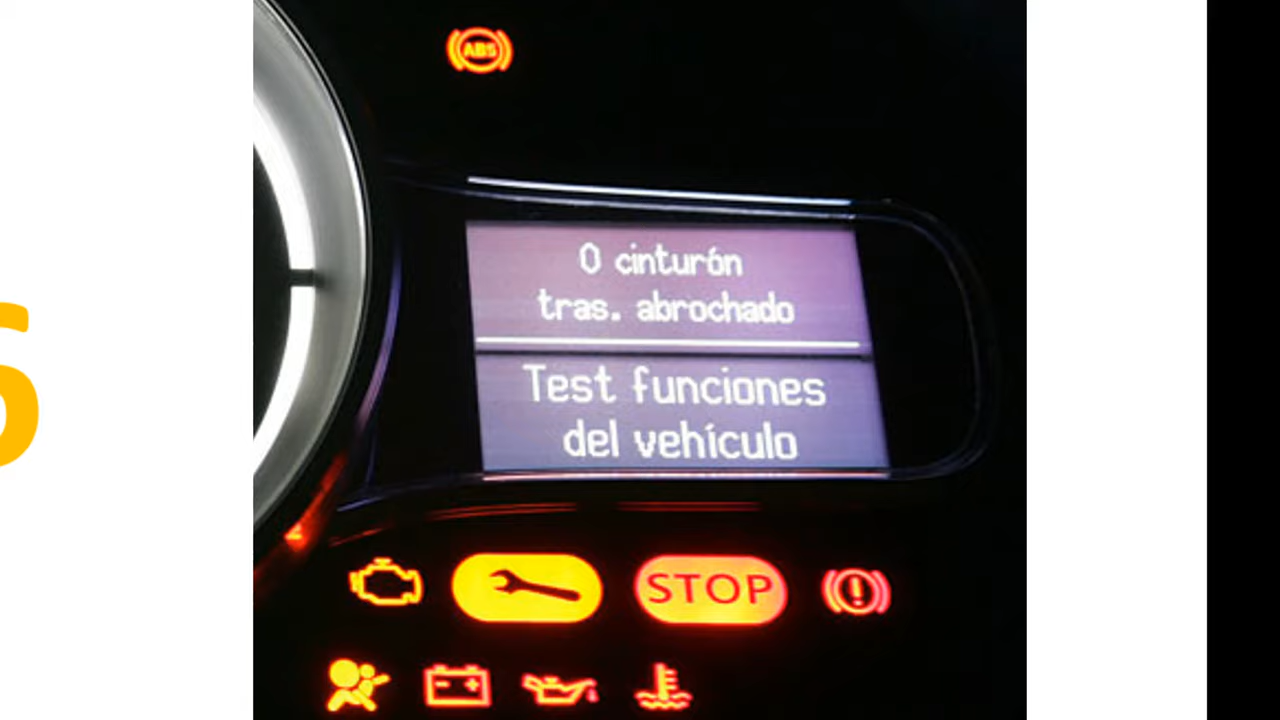 ABS
0 cinturón
tras. abrochado
Test funciones
del vehículo
STOP